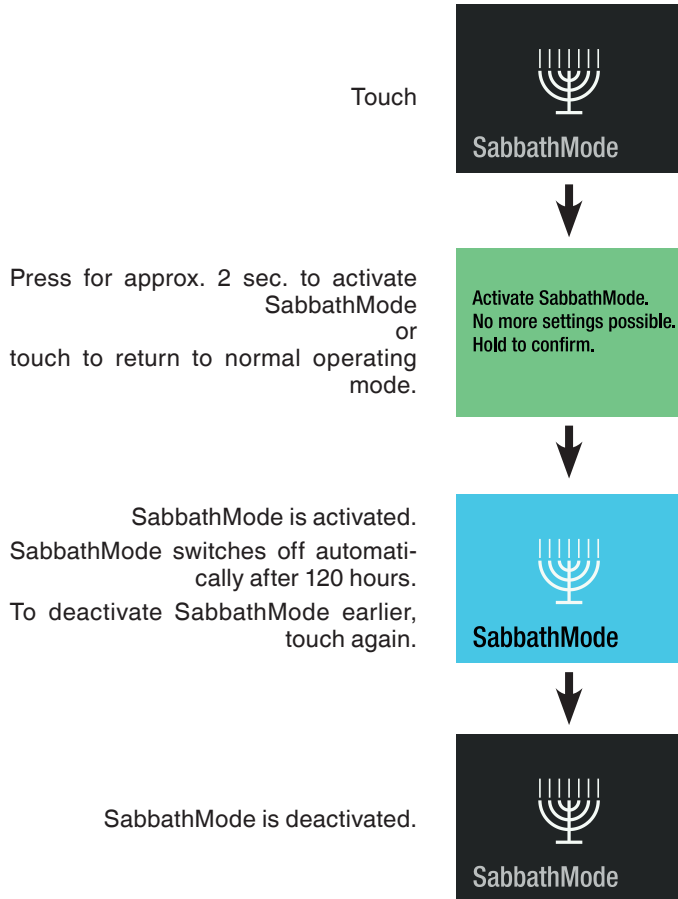 Touch
SabbathMode
Press for approx. 2 sec. to activate
SabbathMode
or
touch to return to normal operating
mode.
Activate SabbathMode.
No more settings possible.
Hold to confirm.
SabbathMode is activated.
SabbathMode switches off automati-
cally after 120 hours.
To deactivate SabbathMode earlier,
touch again.
SabbathMode
SabbathMode is deactivated.
SabbathMode